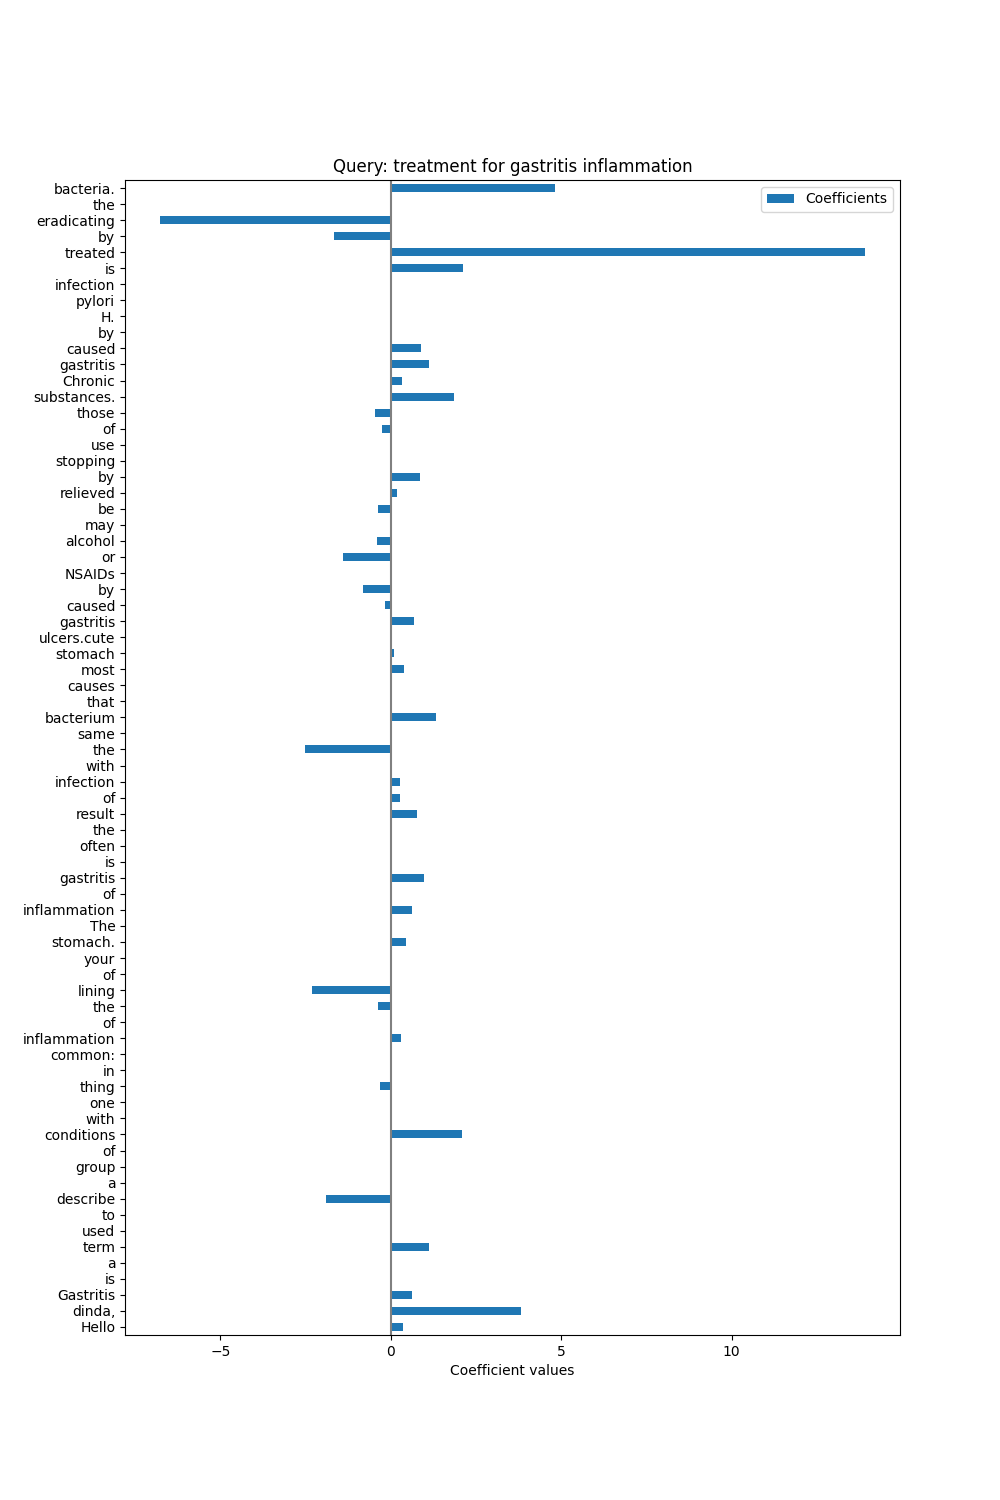 Query: treatment for gastritis inflammation
Coefficients
bacteria.
the
eradicating
by
treated
is
infection
pylori
H.
by
caused
gastritis
Chronic
substances.
those
of
use
stopping
by
relieved
be
may
alcohol
or
NSAIDs
by
caused
gastritis
ulcers.cute
stomach
most
causes
that
bacterium
same
the
with
infection
of
result
the
often
is
gastritis
of
inflammation
The
stomach.
your
of
lining
the
of
inflammation
common:
in
thing
one
with
conditions
of
group
a
describe
to
used
term
a
is
Gastritis
dinda,
Hello
−5 0 5 10
Coefficient values